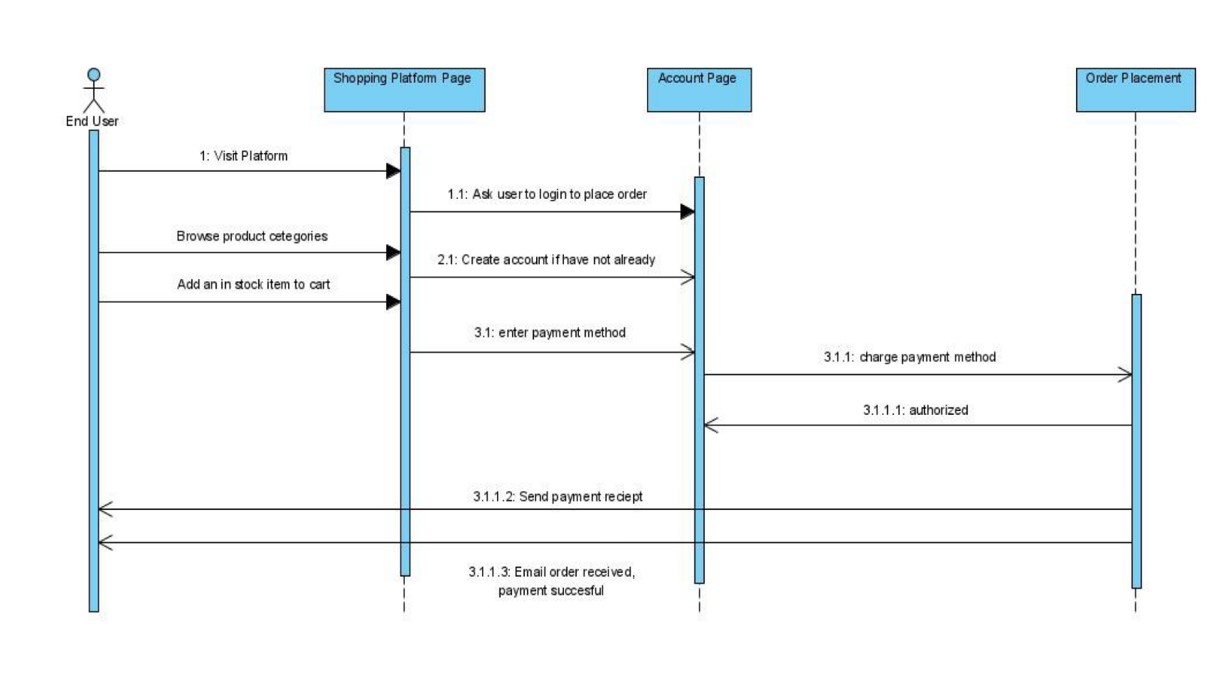 Shopping Platform Page
Account Page
Order Placement
End User
1: Visit Platform
1.1: Ask user to login to place order
Browse product cetegories
2.1: Create account if have not already
Add an in stock item to cart
3.1: enter payment method
3.1.1: charge payment method
3.1.1.1: authorized
3.1.1.2: Send payment reciept
3.1.1.3: Email order received,
payment succesful